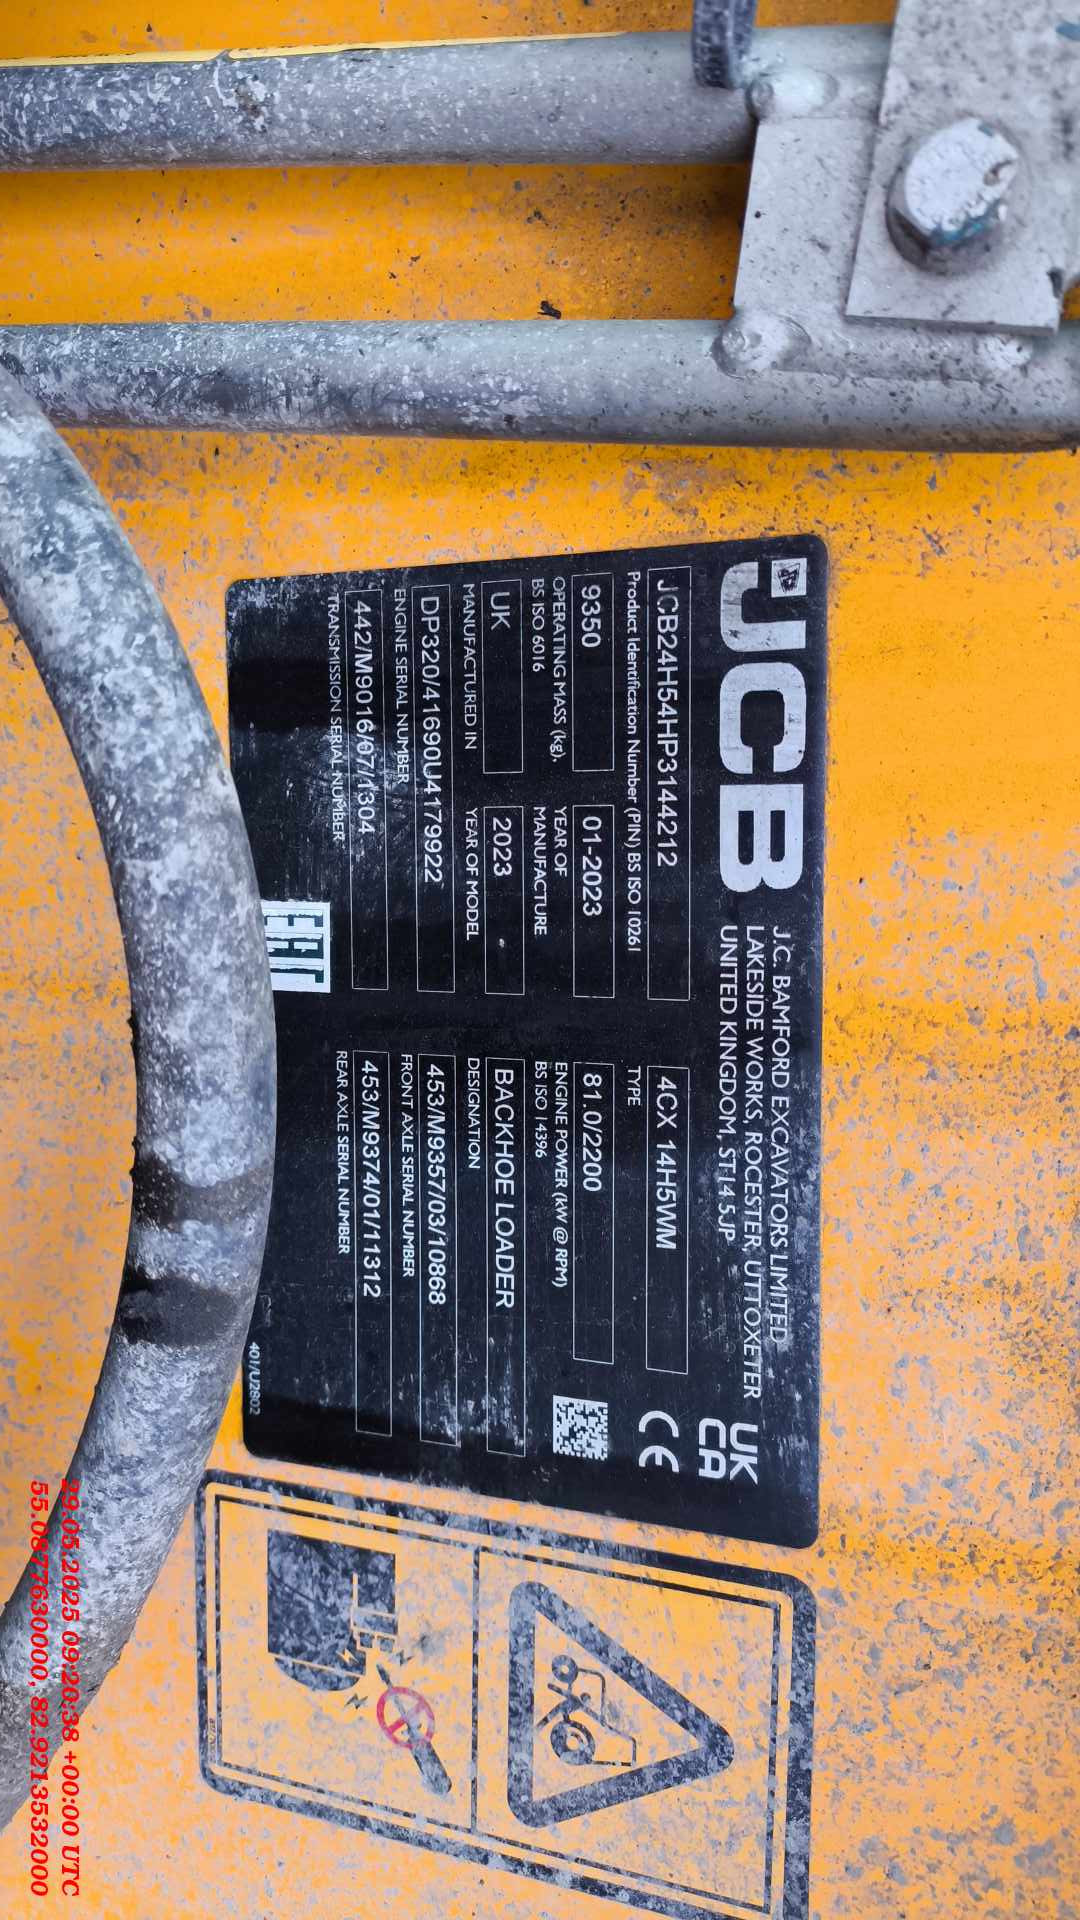 JCB
J.C. BAMFORD EXCAVATORS LIMITED
LAKESIDE WORKS, ROCESTER, UTTOXETER
UNITED KINGDOM, ST14 5JP
UK
CA
CE
JCB24H54HP3144212
Product Identification Number (PIN) BS ISO 10261
4CX 14H5WM
TYPE
9350
OPERATING MASS (kg),
BS ISO 6016
01-2023
YEAR OF
MANUFACTURE
81.0/2200
ENGINE POWER (kW @ RPM)
BS ISO 14396
UK
MANUFACTURED IN
2023
YEAR OF MODEL
BACKHOE LOADER
DESIGNATION
DP320/41690U4179922
ENGINE SERIAL NUMBER
453/M9357/03/10868
FRONT AXLE SERIAL NUMBER
442/M9016/07/1304
TRANSMISSION SERIAL NUMBER
453/M9374/01/11312
REAR AXLE SERIAL NUMBER
EAC
401/U2802
29.05.2025 09:20:38 +00:00 UTC
55.0877630000, 82.9213532000